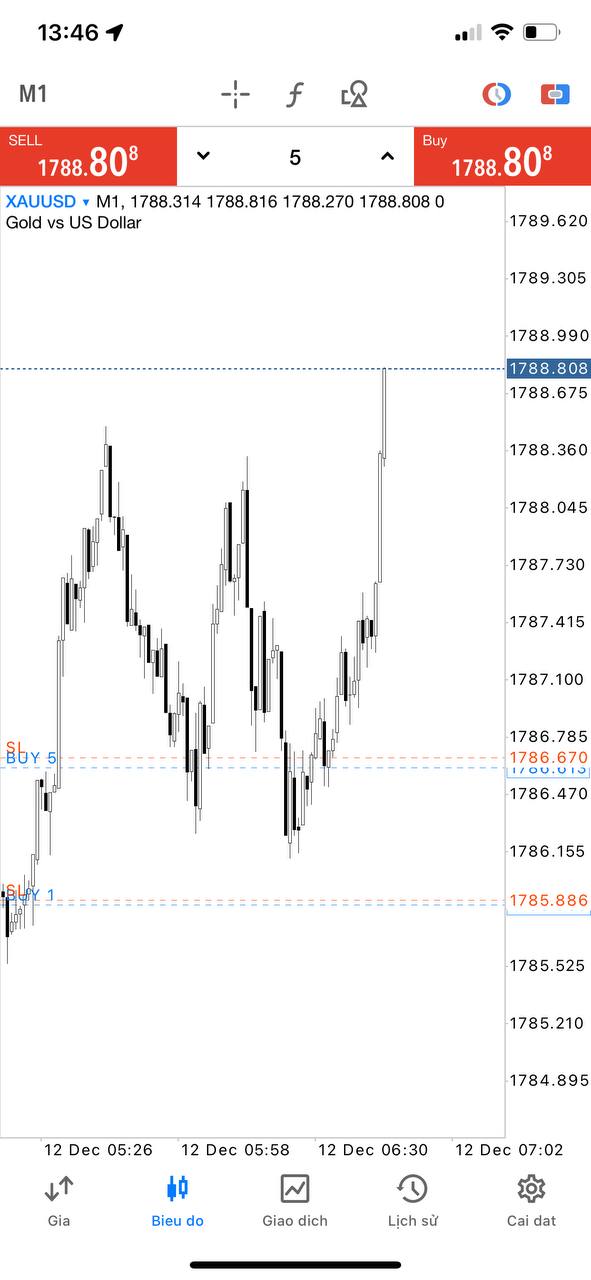 13:46
M1
f
SELL
1788.808
5
Buy
1788.808
XAUUSD ▾ M1, 1788.314 1788.816 1788.270 1788.808 0
Gold vs US Dollar
1789.620
1789.305
1788.990
1788.808
1788.675
1788.360
1788.045
1787.730
1787.415
1787.100
1786.785
SL
1786.670
BUY 5
1786.613
1786.470
1786.155
SL
1785.886
BUY 1
1785.525
1785.210
1784.895
12 Dec 05:26
12 Dec 05:58
12 Dec 06:30
12 Dec 07:02
Gia
Bieu do
Giao dich
Lịch sử
Cai dat